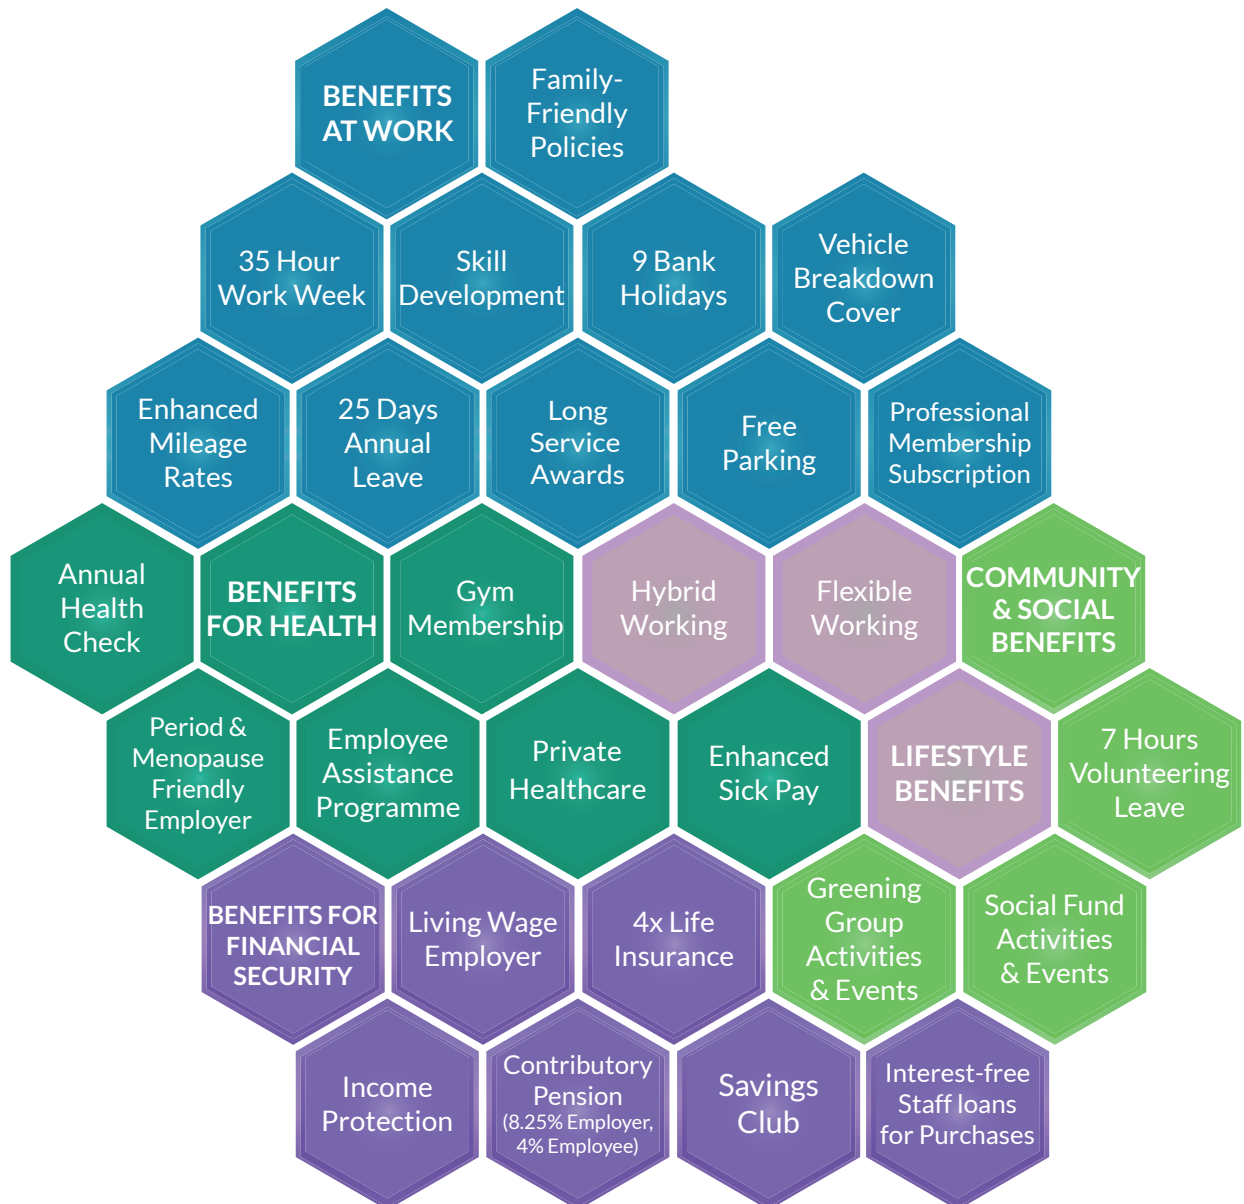 BENEFITS
AT WORK
Family-
Friendly
Policies
35 Hour
Work Week
Skill
Development
9 Bank
Holidays
Vehicle
Breakdown
Cover
Enhanced
Mileage
Rates
25 Days
Annual
Leave
Long
Service
Awards
Free
Parking
Professional
Membership
Subscription
Annual
Health
Check
BENEFITS
FOR HEALTH
Gym
Membership
Hybrid
Working
Flexible
Working
COMMUNITY
& SOCIAL
BENEFITS
Period &
Menopause
Friendly
Employer
Employee
Assistance
Programme
Private
Healthcare
Enhanced
Sick Pay
LIFESTYLE
BENEFITS
7 Hours
Volunteering
Leave
BENEFITS FOR
FINANCIAL
SECURITY
Living Wage
Employer
4x Life
Insurance
Greening
Group
Activities
& Events
Social Fund
Activities
& Events
Income
Protection
Contributory
Pension
(8.25% Employer,
4% Employee)
Savings
Club
Interest-free
Staff loans
for Purchases